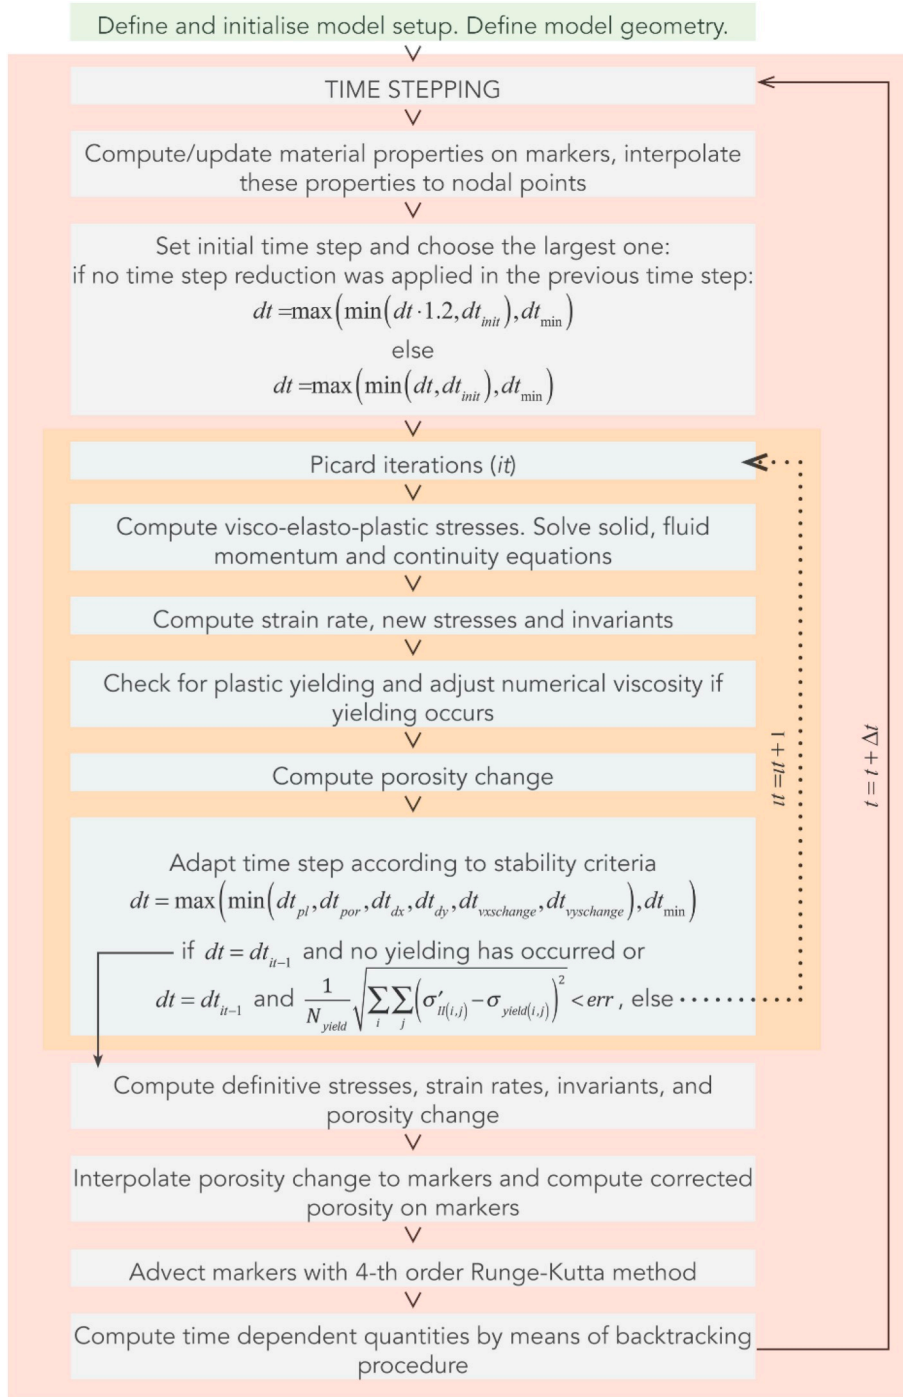 Define and initialise model setup. Define model geometry.
TIME STEPPING
Compute/update material properties on markers, interpolate
these properties to nodal points
Set initial time step and choose the largest one:
if no time step reduction was applied in the previous time step:
dt =max(min(dt·1.2,dt_init),dt_min)
else
dt =max(min(dt,dt_init),dt_min)
Picard iterations (it)
Compute visco-elasto-plastic stresses. Solve solid, fluid
momentum and continuity equations
Compute strain rate, new stresses and invariants
Check for plastic yielding and adjust numerical viscosity if
yielding occurs
Compute porosity change
Adapt time step according to stability criteria
dt = max(min(dt_pl,dt_por,dt_dx,dt_dy,dt_vxschange,dt_vyschange),dt_min)
if dt = dt_it−1 and no yielding has occurred or
dt = dt_it−1 and 1/N_yield √(∑_i ∑_j (σ′_II(i,j) − σ_yield(i,j))²) < err , else
it = it + 1
t = t + Δt
Compute definitive stresses, strain rates, invariants, and
porosity change
Interpolate porosity change to markers and compute corrected
porosity on markers
Advect markers with 4-th order Runge-Kutta method
Compute time dependent quantities by means of backtracking
procedure